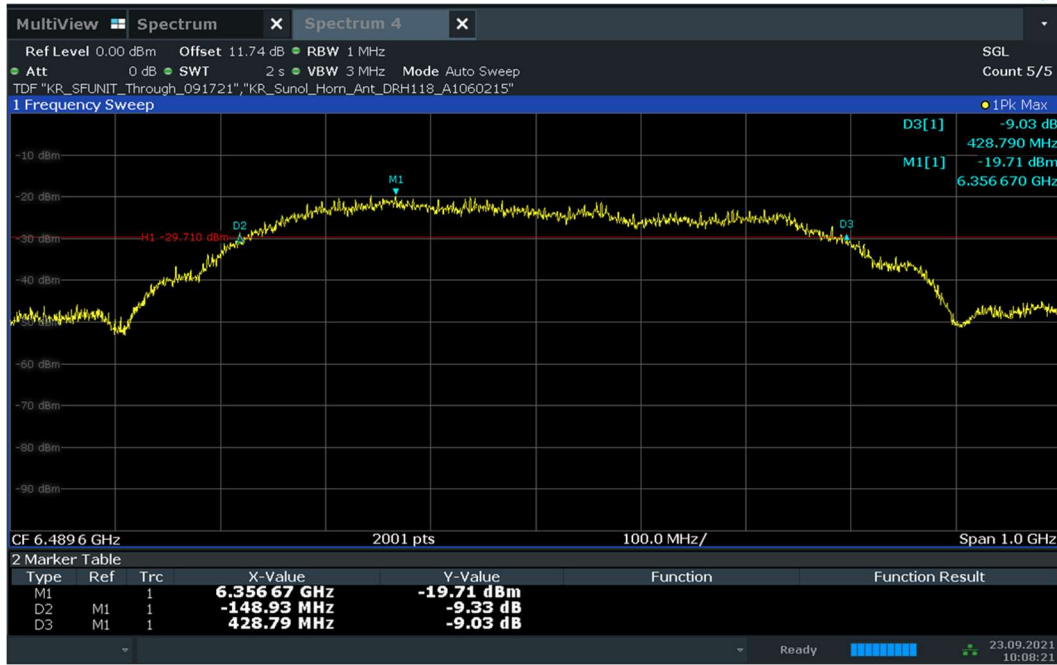 MultiView Spectrum X Spectrum 4 X
Ref Level 0.00 dBm Offset 11.74 dB RBW 1 MHz SGL
Att 0 dB SWT 2 s VBW 3 MHz Mode Auto Sweep Count 5/5
TDF "KR_SFUNIT_Through_091721","KR_Sunol_Horn_Ant_DRH118_A1060215"
1 Frequency Sweep 1Pk Max
D3[1] -9.03 dB
428.790 MHz
-10 dBm
M1[1] -19.71 dBm
6.356 670 GHz
M1
-20 dBm
D2 D3
H1 -29.710 dBm
-30 dBm
-40 dBm
-50 dBm
-60 dBm
-70 dBm
-80 dBm
-90 dBm
CF 6.4896 GHz 2001 pts 100.0 MHz/ Span 1.0 GHz
2 Marker Table
Type Ref Trc X-Value Y-Value Function Function Result
M1 1 6.356 67 GHz -19.71 dBm
D2 M1 1 -148.93 MHz -9.33 dB
D3 M1 1 428.79 MHz -9.03 dB
Ready 23.09.2021
10:08:21